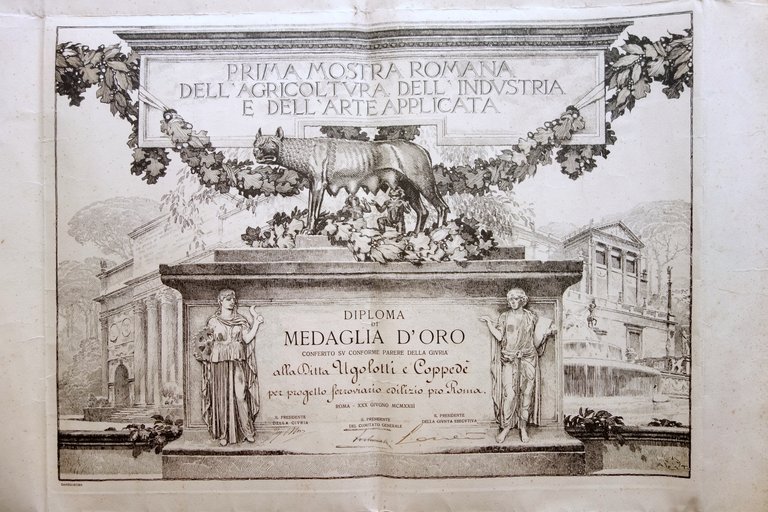 PRIMA MOSTRA ROMANA
DELL'AGRICOLTVRA DELL'INDVSTRIA
E DELL'ARTE APPLICATA
DIPLOMA
DI
MEDAGLIA D'ORO
CONFERITO SV CONFORME PARERE DELLA GIVRIA
alla Ditta Ugolotti e Coppedè
per progetto ferroviario edilizio pro Roma.
ROMA - XXX GIUGNO MCMXXIII
IL PRESIDENTE
DELLA GIVRIA
IL PRESIDENTE
DEL COMITATO GENERALE
IL PRESIDENTE
DELLA GIVNTA ESECVTIVA